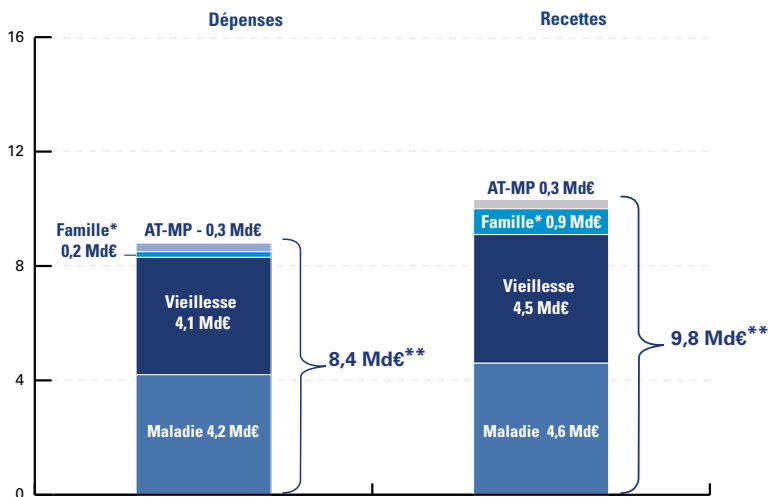 Dépenses
Recettes
16
12
8
4
0
Famille*
0,2 Md€
AT-MP - 0,3 Md€
Vieillesse
4,1 Md€
Maladie 4,2 Md€
8,4 Md€**
AT-MP 0,3 Md€
Famille* 0,9 Md€
Vieillesse
4,5 Md€
Maladie 4,6 Md€
9,8 Md€**